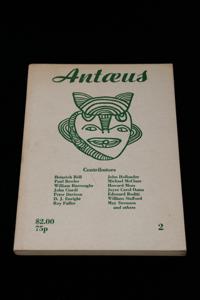 Antæus
Contributors
Heinrich Böll
Paul Bowles
William Burroughs
John Ciardi
Peter Davison
D. J. Enright
Roy Fuller
John Hollander
Michael McClure
Howard Moss
Joyce Carol Oates
Edouard Roditi
William Stafford
May Swenson
and others
$2.00
75p
2